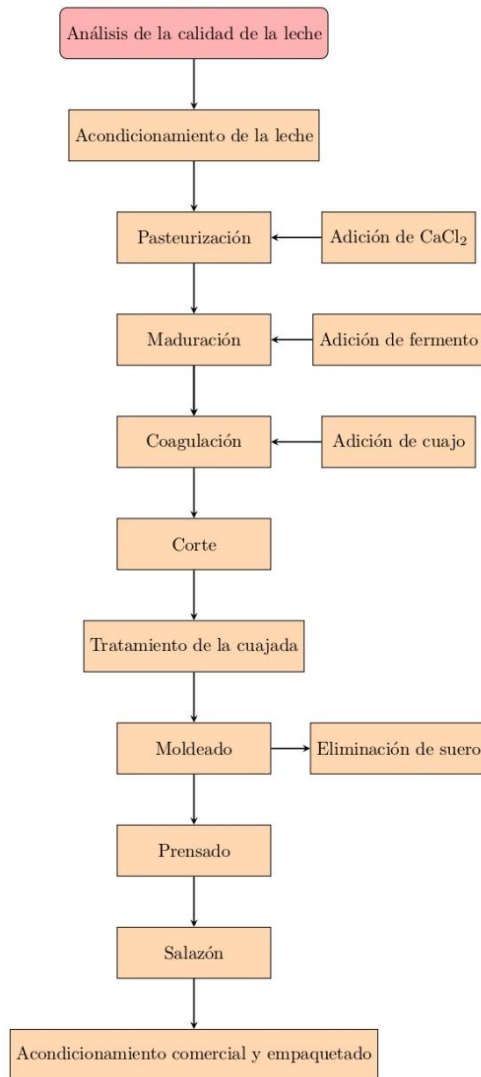 Análisis de la calidad de la leche
Acondicionamiento de la leche
Pasteurización
Adición de CaCl₂
Maduración
Adición de fermento
Coagulación
Adición de cuajo
Corte
Tratamiento de la cuajada
Moldeado
Eliminación de suero
Prensado
Salazón
Acondicionamiento comercial y empaquetado